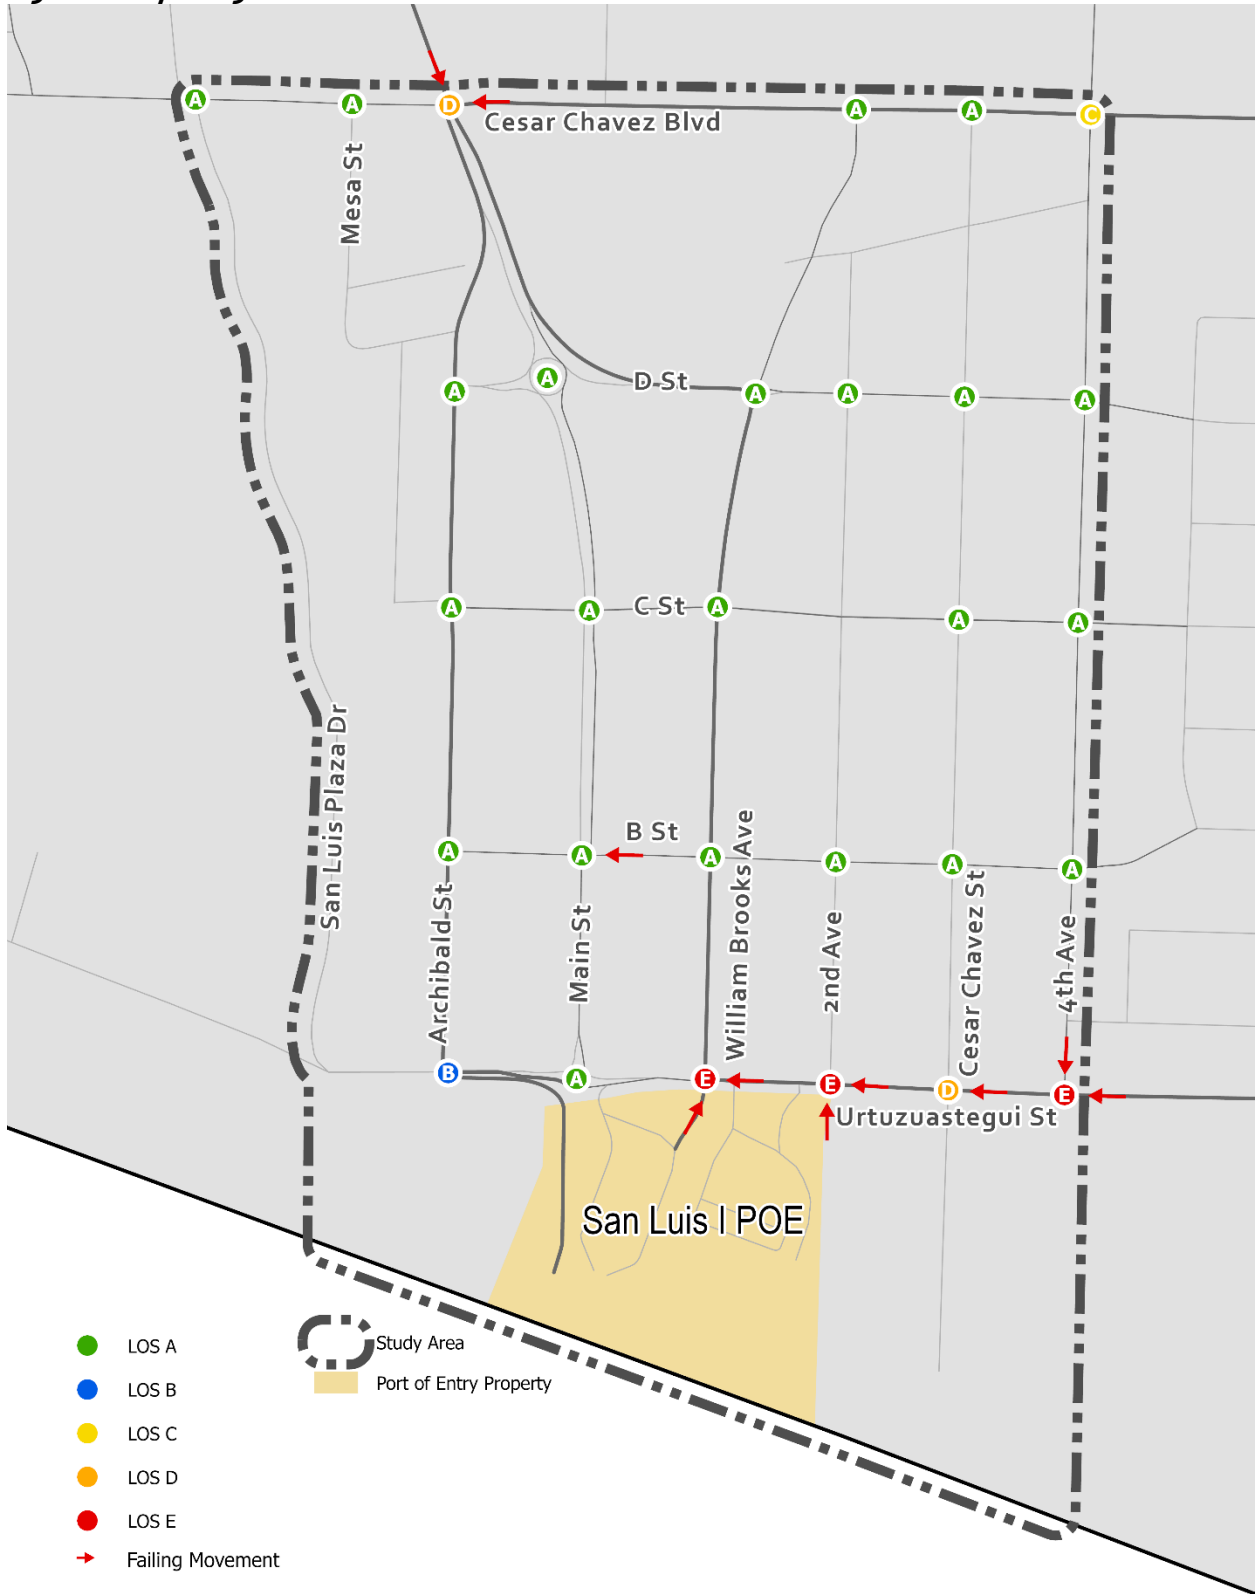 A
A
D
A
A
C
Cesar Chavez Blvd
Mesa St
A
A
D St
A
A
A
A
A
A
C St
A
A
A
San Luis Plaza Dr
A
A
B St
A
A
A
A
Archibald St
Main St
William Brooks Ave
2nd Ave
Cesar Chavez St
4th Ave
B
A
E
E
D
E
Urtuzuastegui St
San Luis I POE
LOS A
LOS B
LOS C
LOS D
LOS E
Failing Movement
Study Area
Port of Entry Property